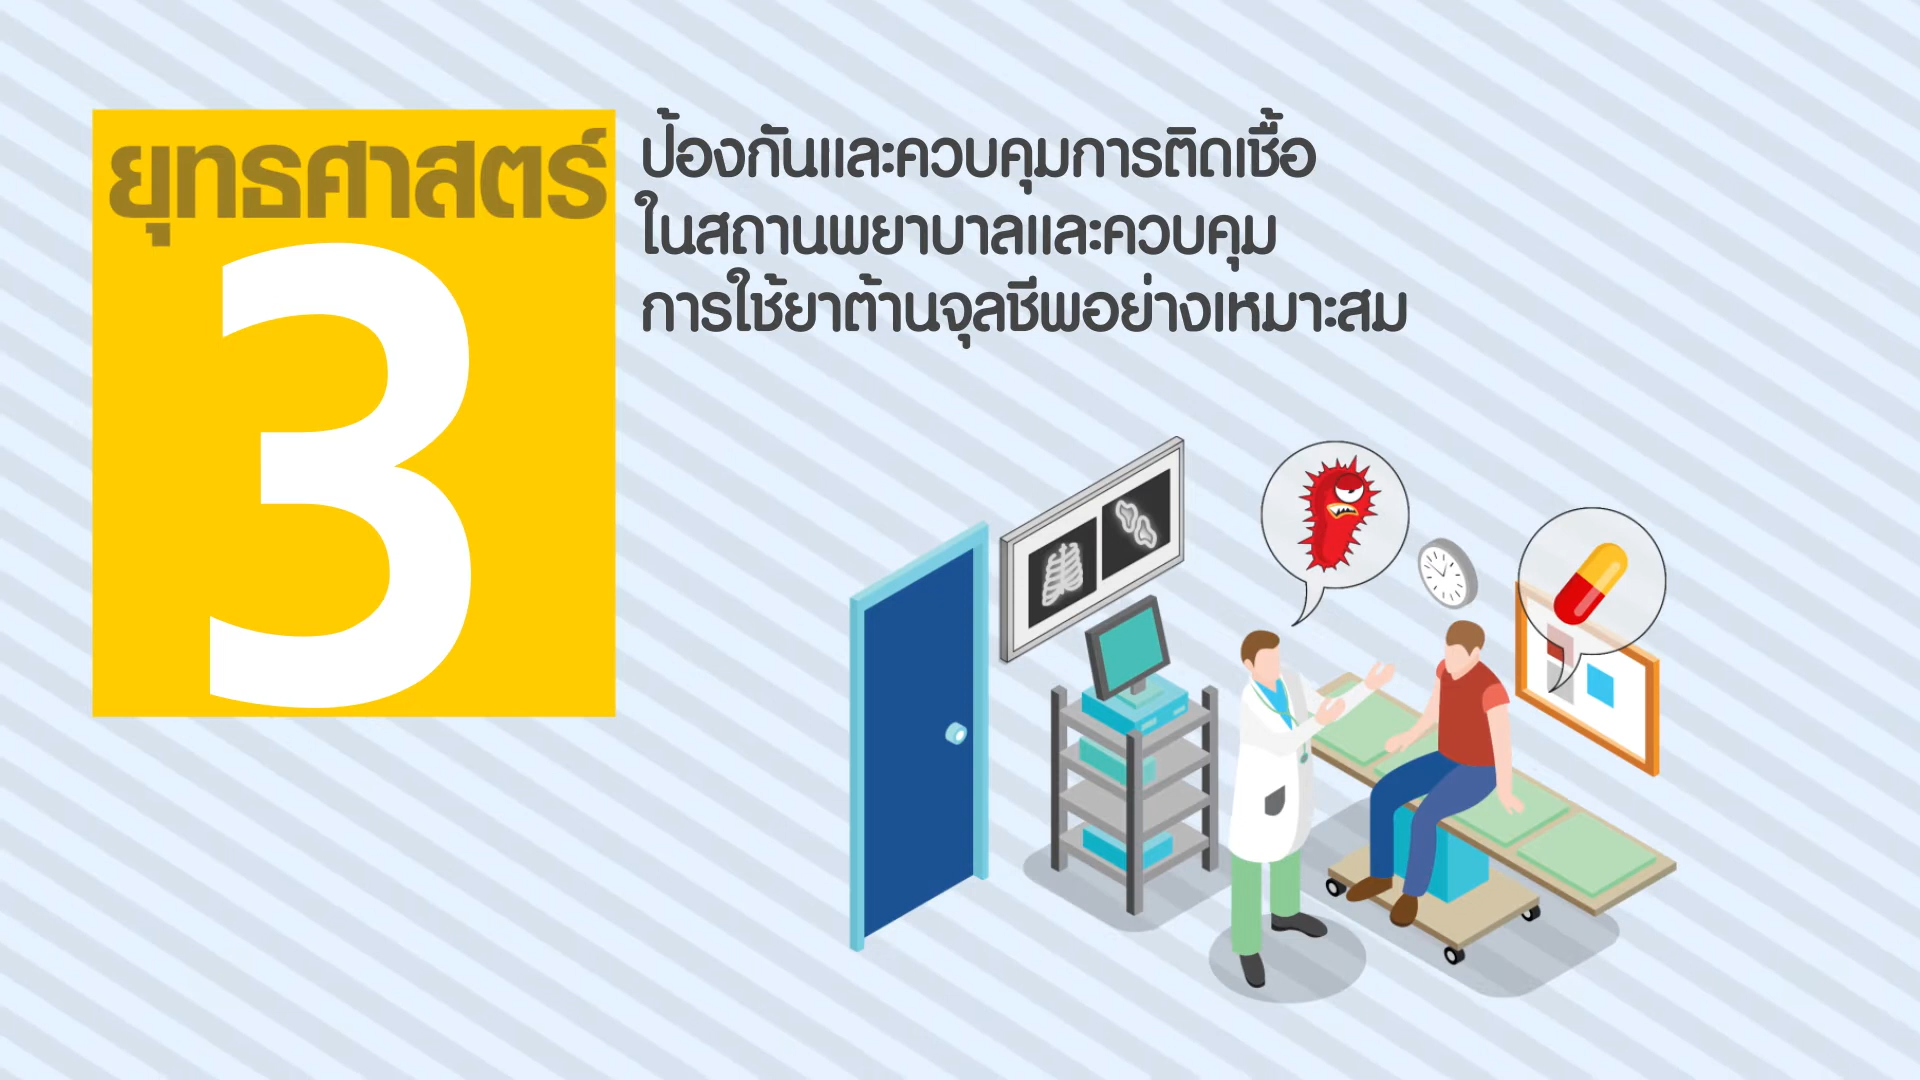 ยุทธศาสตร์
3
ป้องกันและควบคุมการติดเชื้อ
ในสถานพยาบาลและควบคุม
การใช้ยาต้านจุลชีพอย่างเหมาะสม